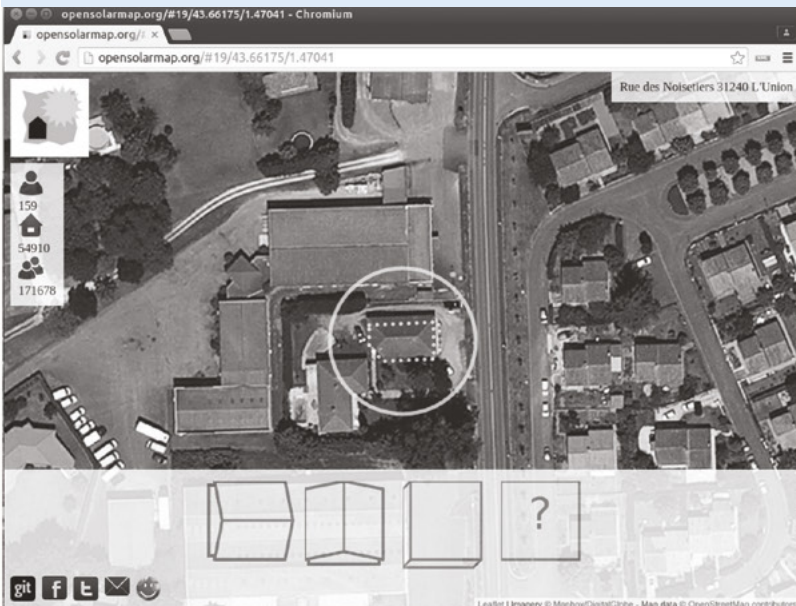 opensolarmap.org/#19/43.66175/1.47041 - Chromium
opensolarmap.org/#
opensolarmap.org/#19/43.66175/1.47041
Rue des Noisetiers 31240 L'Union
159
54910
171678
?
git
Leaflet | Imagery © Mapbox/DigitalGlobe - Map data © OpenStreetMap contributors